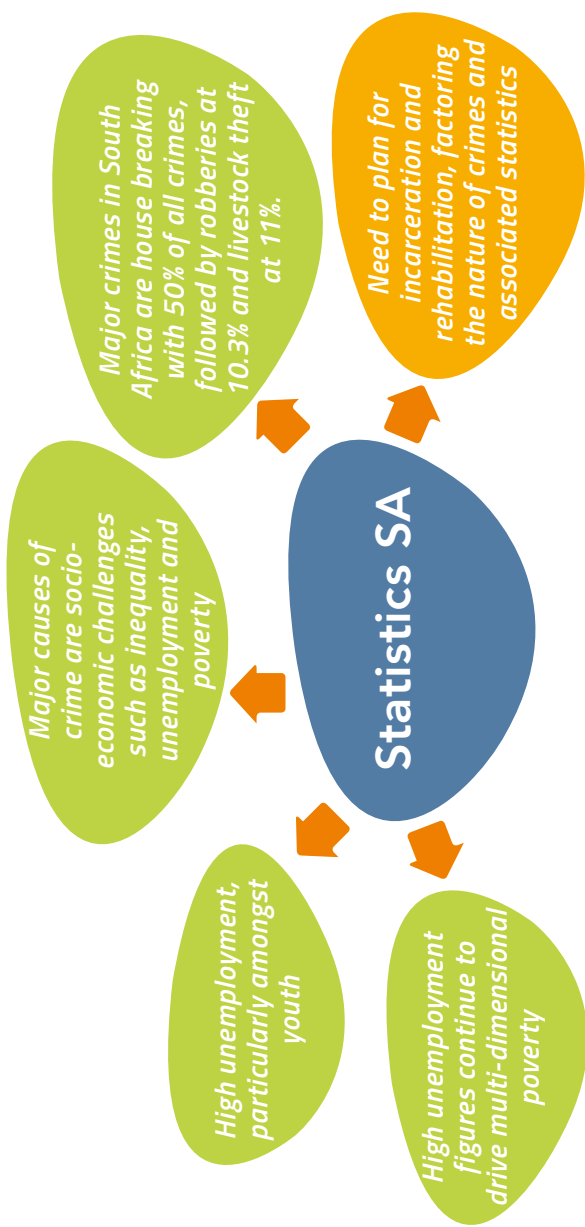 High unemployment
figures continue to
drive multi-dimensional
poverty
High unemployment,
particularly amongst
youth
Major causes of
crime are socio-
economic challenges
such as inequality,
unemployment and
poverty
Major crimes in South
Africa are house breaking
with 50% of all crimes,
followed by robberies at
10.3% and livestock theft
at 11%.
Need to plan for
incarceration and
rehabilitation, factoring
the nature of crimes and
associated statistics
Statistics SA